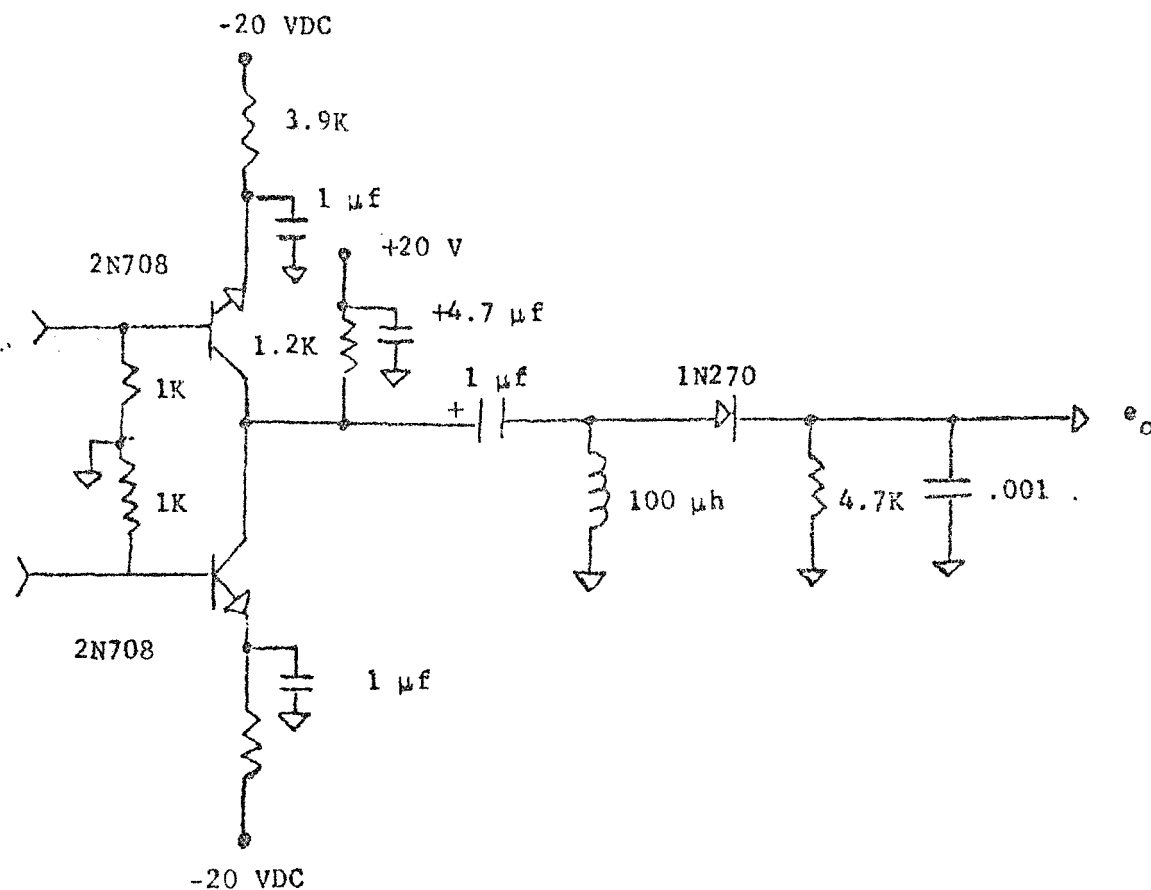 -20 VDC
3.9K
1 µf
+20 V
2N708
+4.7 µf
1.2K
1 µf
1N270
+
1K
e₀
1K
100 µh
4.7K
.001
2N708
1 µf
-20 VDC